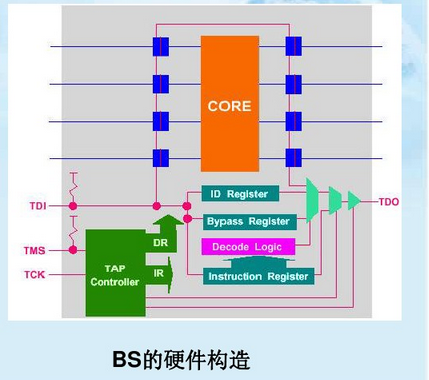 CORE
TDI
ID Register
TDO
Bypass Register
DR
TMS
Decode Logic
TAP
Controller
TCK
IR
Instruction Register
BS的硬件构造